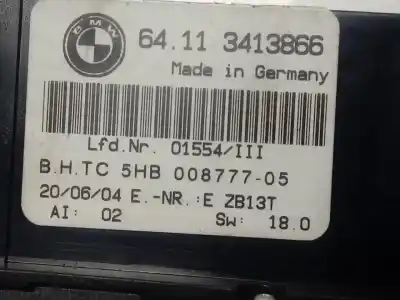 BMW
64.11 3413866
Made in Germany
Lfd.Nr. 01554/III
B.H.TC 5HB 008777-05
20/06/04 E.-NR.:E ZB13T
AI: 02 Sw: 18.0